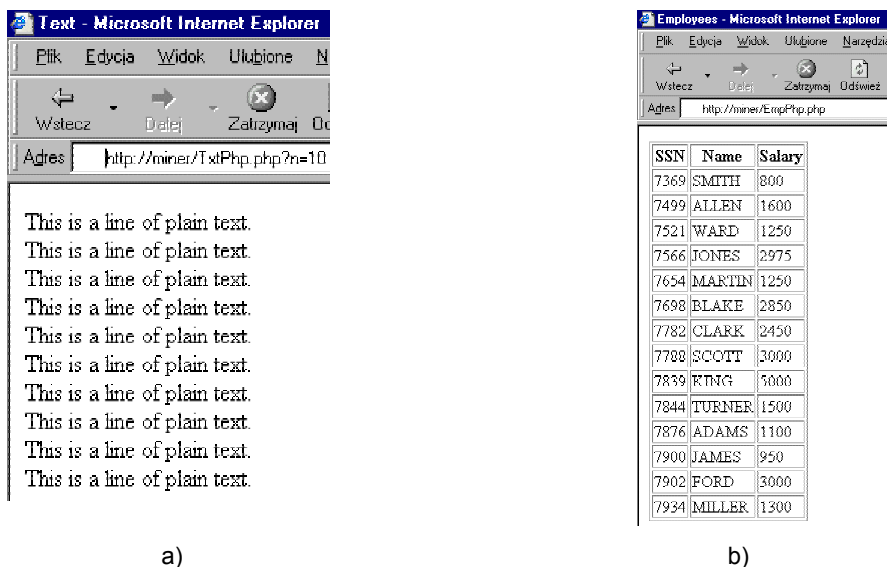 Text - Microsoft Internet Explorer
Plik Edycja Widok Ulubione N
Wstecz Dalej Zatrzymaj
Adres http://miner/TxtPhp.php?n=10
This is a line of plain text.
This is a line of plain text.
This is a line of plain text.
This is a line of plain text.
This is a line of plain text.
This is a line of plain text.
This is a line of plain text.
This is a line of plain text.
This is a line of plain text.
This is a line of plain text.
a)
Employees - Microsoft Internet Explorer
Plik Edycja Widok Ulubione Narzędzia
Wstecz Dalej Zatrzymaj Odśwież
Adres http://miner/EmpPhp.php
SSN Name Salary
7369 SMITH 800
7499 ALLEN 1600
7521 WARD 1250
7566 JONES 2975
7654 MARTIN 1250
7698 BLAKE 2850
7782 CLARK 2450
7788 SCOTT 3000
7839 KING 5000
7844 TURNER 1500
7876 ADAMS 1100
7900 JAMES 950
7902 FORD 3000
7934 MILLER 1300
b)